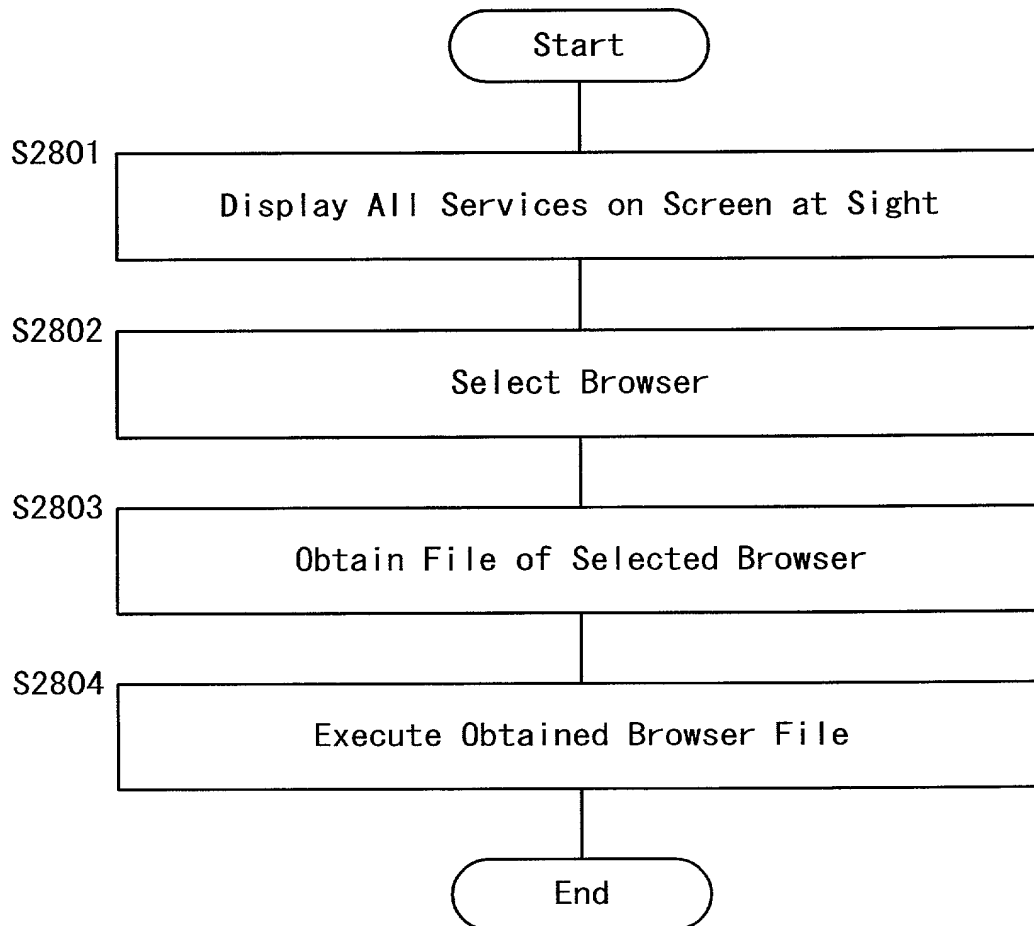 Start
S2801
Display All Services on Screen at Sight
S2802
Select Browser
S2803
Obtain File of Selected Browser
S2804
Execute Obtained Browser File
End